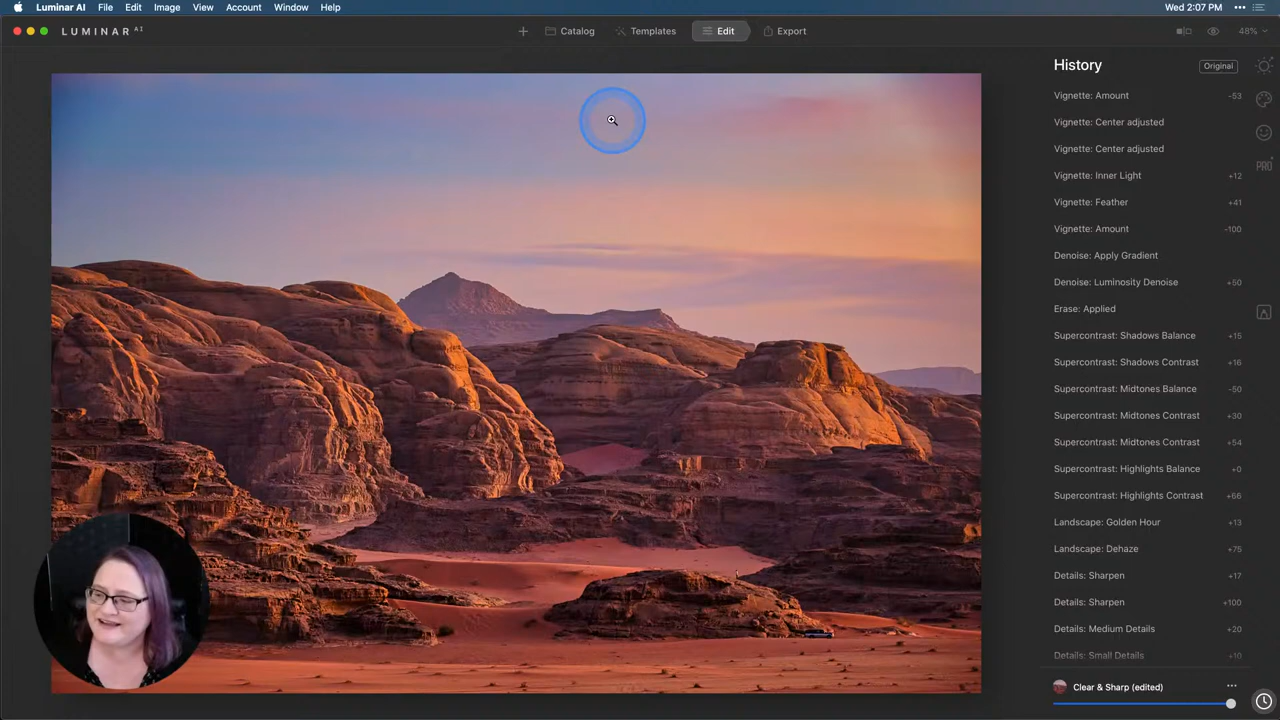 Luminar AI File Edit Image View Account Window Help Wed 2:07 PM
LUMINAR AI + Catalog Templates Edit Export 48%
History Original
Vignette: Amount -53
Vignette: Center adjusted
Vignette: Center adjusted
Vignette: Inner Light +12
PRO
Vignette: Feather +41
Vignette: Amount -100
Denoise: Apply Gradient
Denoise: Luminosity Denoise +50
Erase: Applied
Supercontrast: Shadows Balance +15
Supercontrast: Shadows Contrast +16
Supercontrast: Midtones Balance -50
Supercontrast: Midtones Contrast +30
Supercontrast: Midtones Contrast +54
Supercontrast: Highlights Balance +0
Supercontrast: Highlights Contrast +66
Landscape: Golden Hour +13
Landscape: Dehaze +75
Details: Sharpen +17
Details: Sharpen +100
Details: Medium Details +20
Details: Small Details +10
Clear & Sharp (edited)